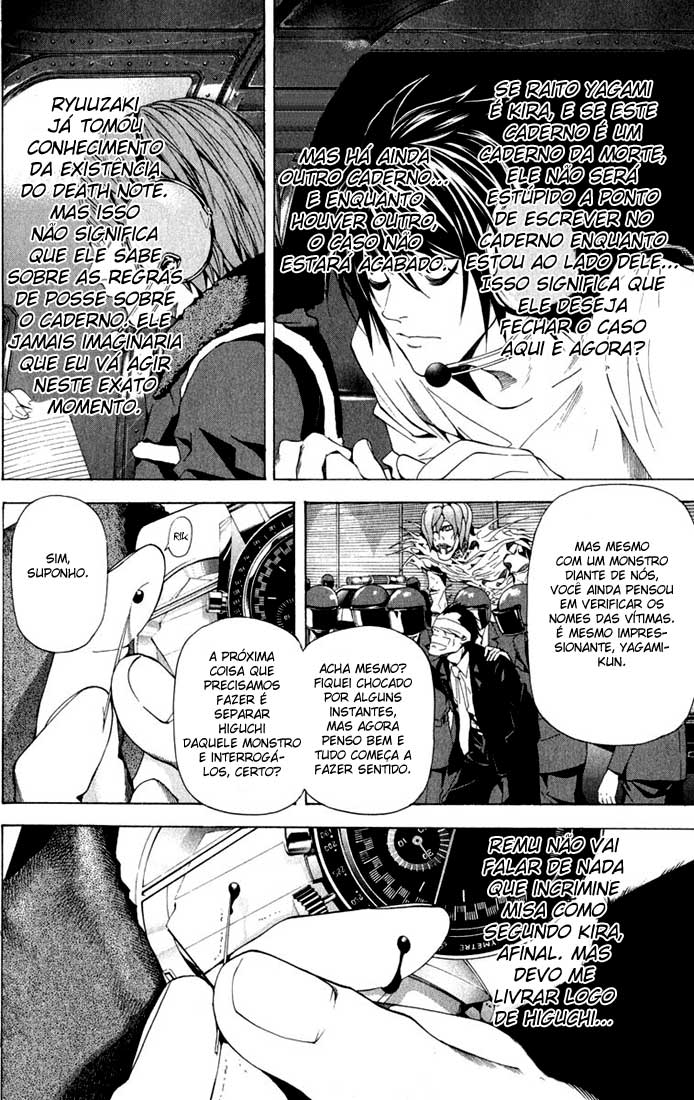 SE RAITO YAGAMI
É KIRA, E SE ESTE
CADERNO É UM
CADERNO DA MORTE,
ELE NÃO SERÁ
ESTÚPIDO A PONTO
DE ESCREVER NO
CADERNO ENQUANTO
ESTOU AO LADO DELE...
ISSO SIGNIFICA QUE
ELE DESEJA
FECHAR O CASO
AQUI E AGORA?
MAS HÁ AINDA
OUTRO CADERNO...
E ENQUANTO
HOUVER OUTRO,
O CASO NÃO
ESTARÁ ACABADO...
RYUUZAKI
JÁ TOMOU
CONHECIMENTO
DA EXISTÊNCIA
DO DEATH NOTE.
MAS ISSO
NÃO SIGNIFICA
QUE ELE SABE
SOBRE AS REGRAS
DE POSSE SOBRE
O CADERNO. ELE
JAMAIS IMAGINARIA
QUE EU VÁ AGIR
NESTE EXATO
MOMENTO.
MAS MESMO
COM UM MONSTRO
DIANTE DE NÓS,
VOCÊ AINDA PENSOU
EM VERIFICAR OS
NOMES DAS VÍTIMAS.
É MESMO IMPRES-
SIONANTE, YAGAMI-
KUN.
ACHA MESMO?
FIQUEI CHOCADO
POR ALGUNS
INSTANTES,
MAS AGORA
PENSO BEM E
TUDO COMEÇA A
FAZER SENTIDO.
A PRÓXIMA
COISA QUE
PRECISAMOS
FAZER É
SEPARAR
HIGUCHI
DAQUELE MONSTRO
E INTERROGÁ-
LOS, CERTO?
SIM,
SUPONHO.
REMU NÃO VAI
FALAR DE NADA
QUE INCRIMINE
MISA COMO
SEGUNDO KIRA,
AFINAL. MAS
DEVO ME
LIVRAR LOGO
DE HIGUCHI...